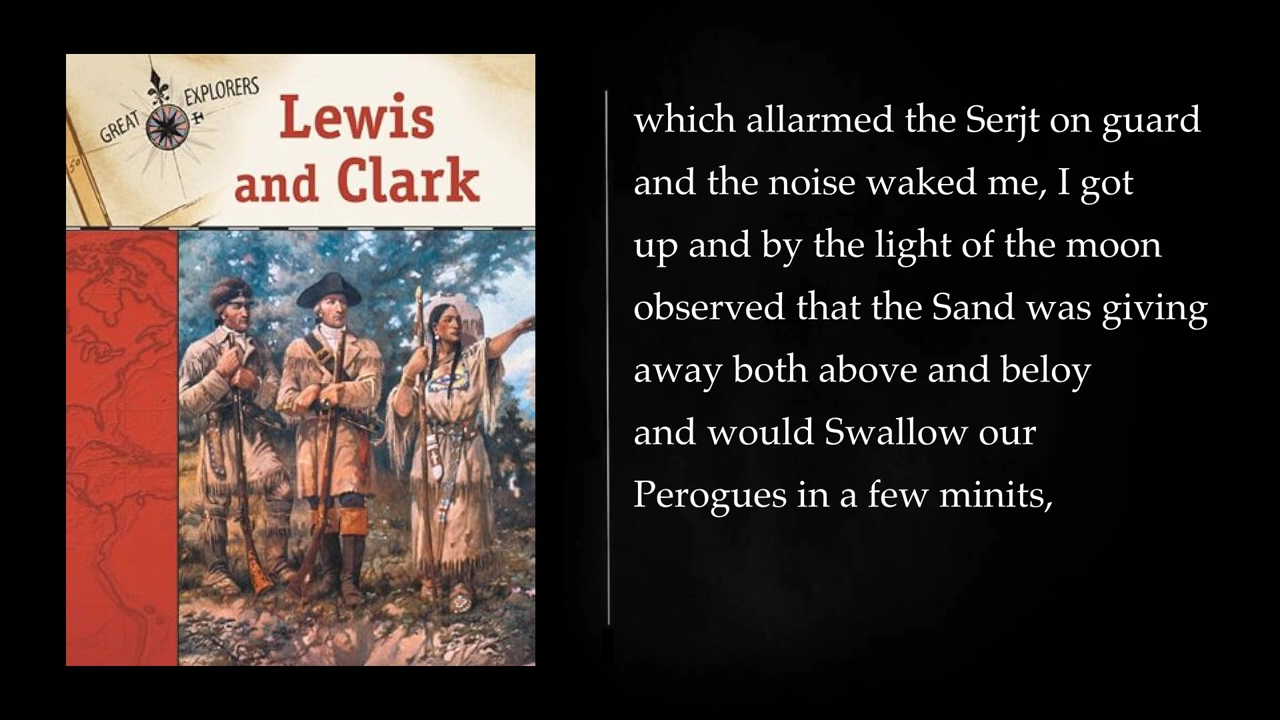 GREAT EXPLORERS
Lewis
and Clark
which allarmed the Serjt on guard
and the noise waked me, I got
up and by the light of the moon
observed that the Sand was giving
away both above and beloy
and would Swallow our
Perogues in a few minits,